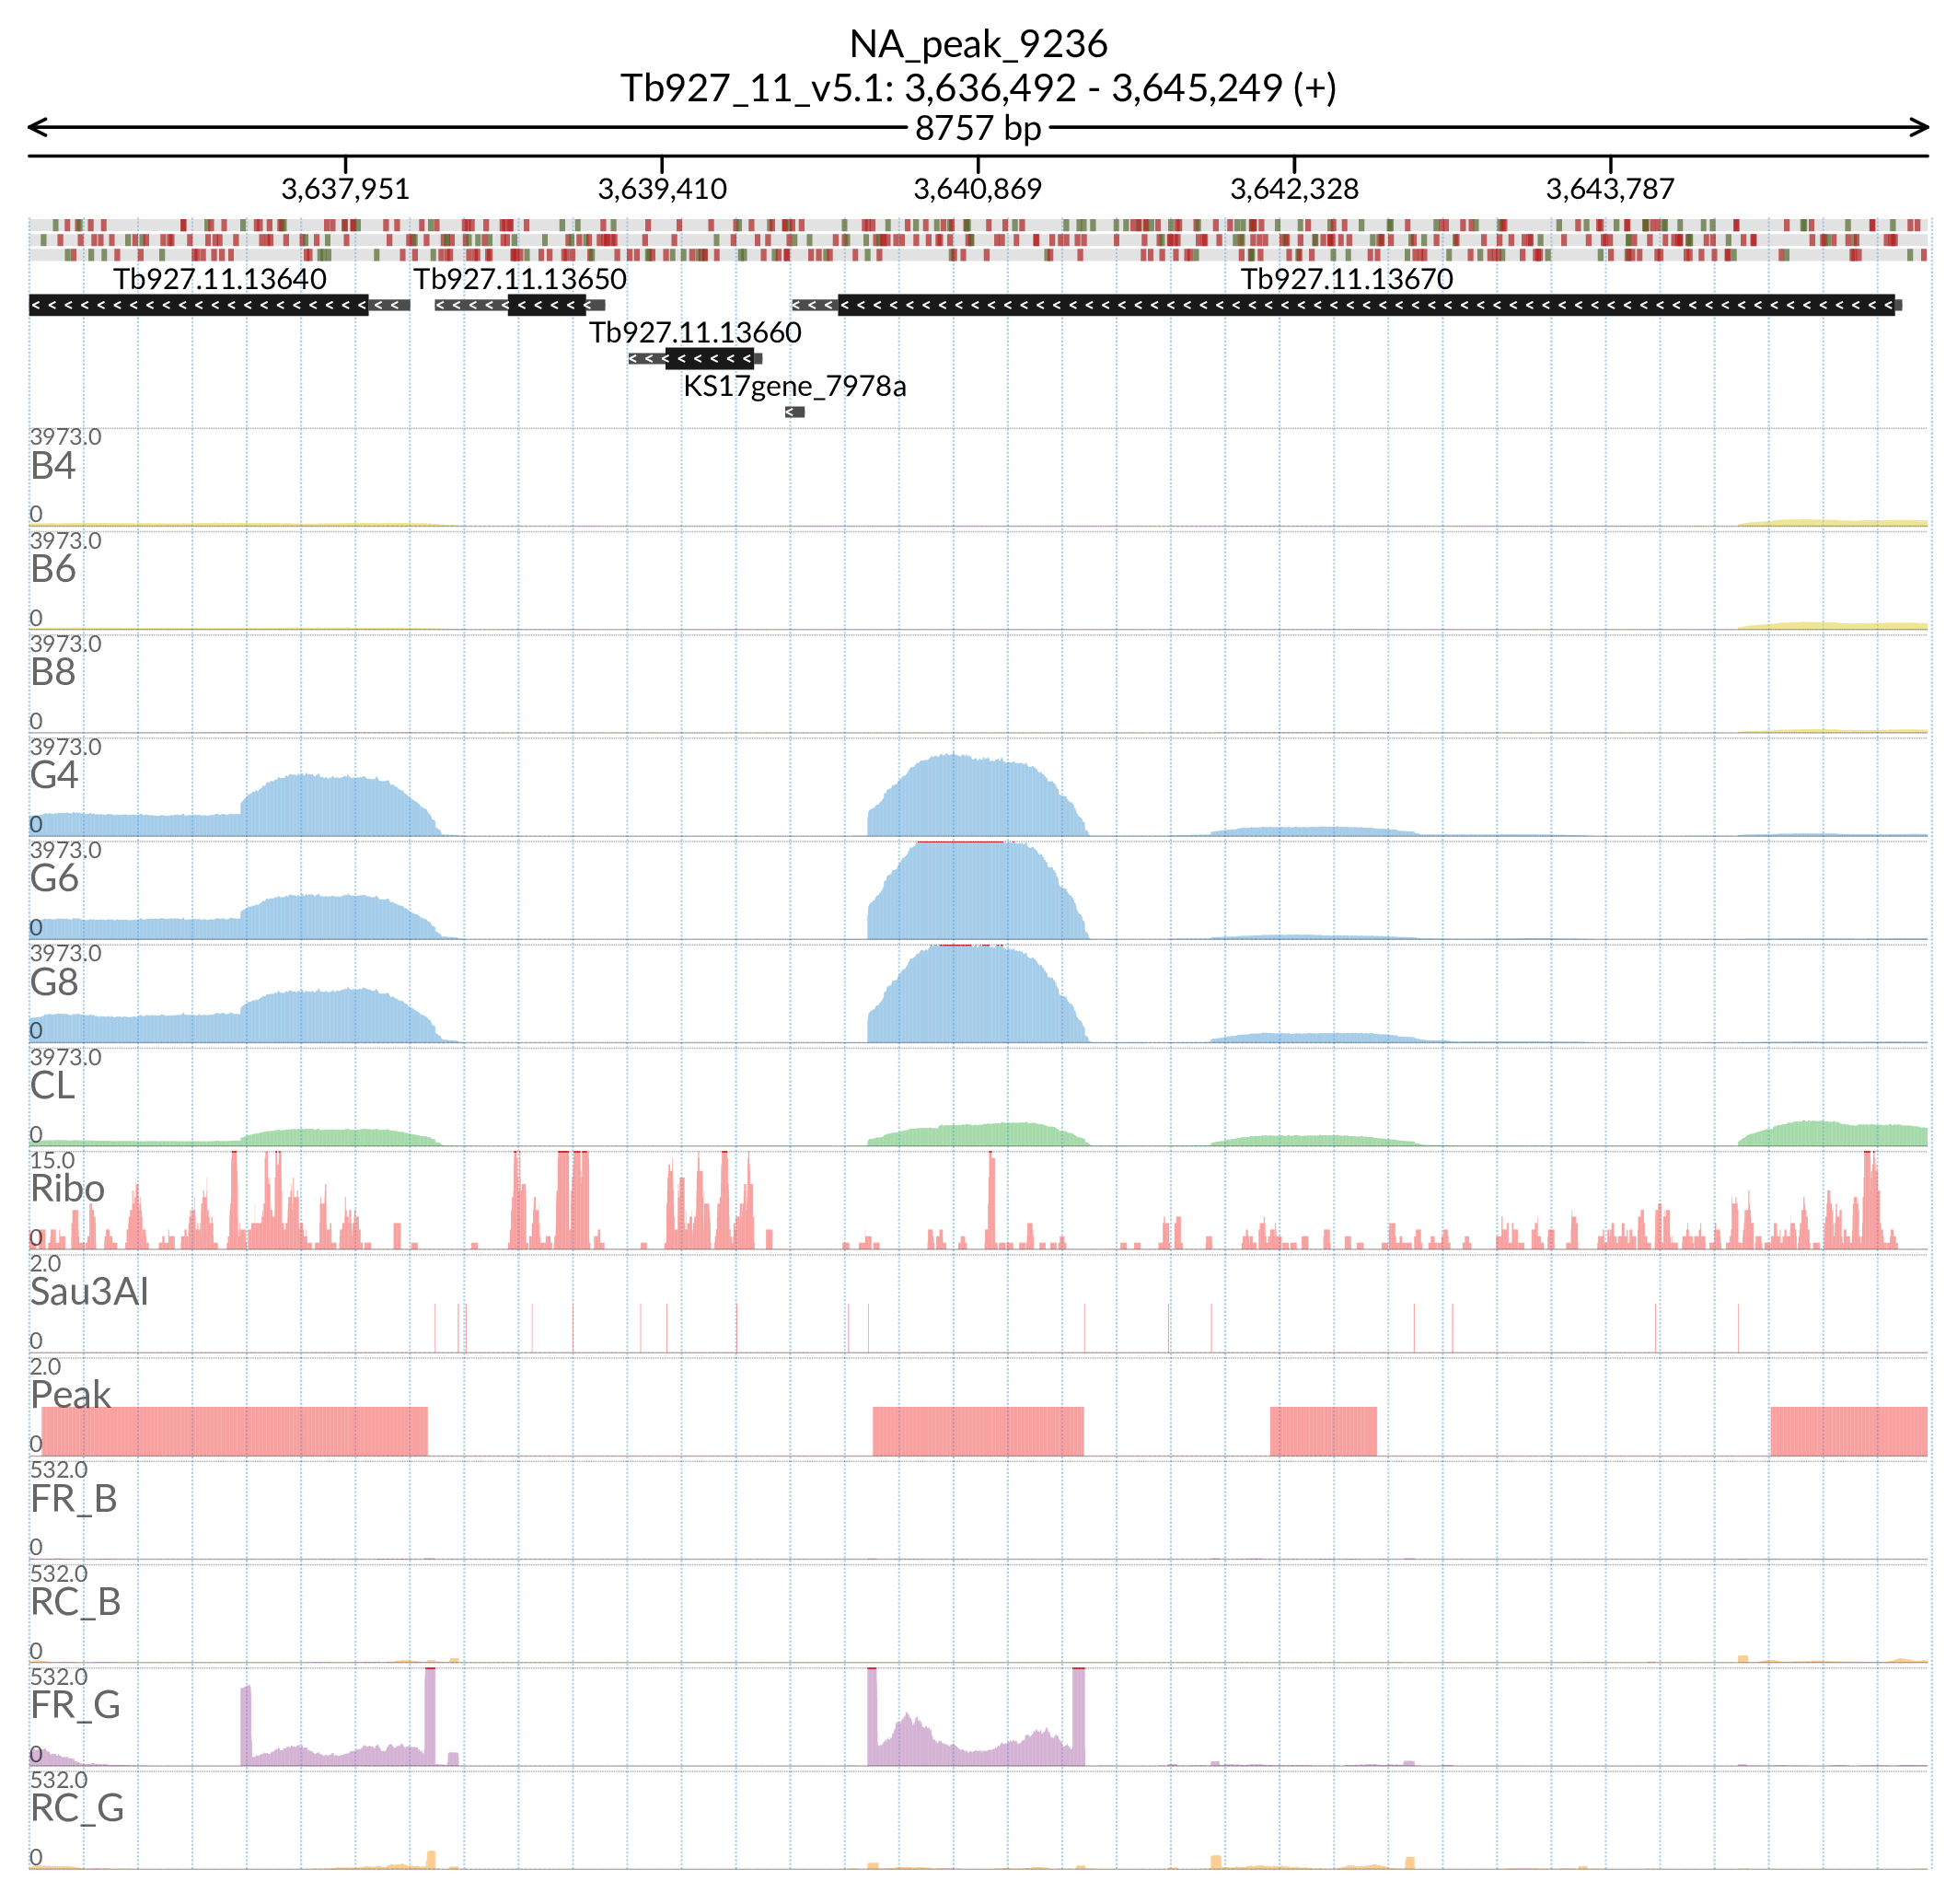 NA_peak_9236
Tb927_11_v5.1: 3,636,492 - 3,645,249 (+)
8757 bp
3,637,951 3,639,410 3,640,869 3,642,328 3,643,787
Tb927.11.13640 Tb927.11.13650 Tb927.11.13670
Tb927.11.13660
KS17gene_7978a
3973.0
B4
0
3973.0
B6
0
3973.0
B8
0
3973.0
G4
0
3973.0
G6
0
3973.0
G8
0
3973.0
CL
0
15.0
Ribo
0
2.0
Sau3AI
0
2.0
Peak
0
532.0
FR_B
0
532.0
RC_B
0
532.0
FR_G
0
532.0
RC_G
0